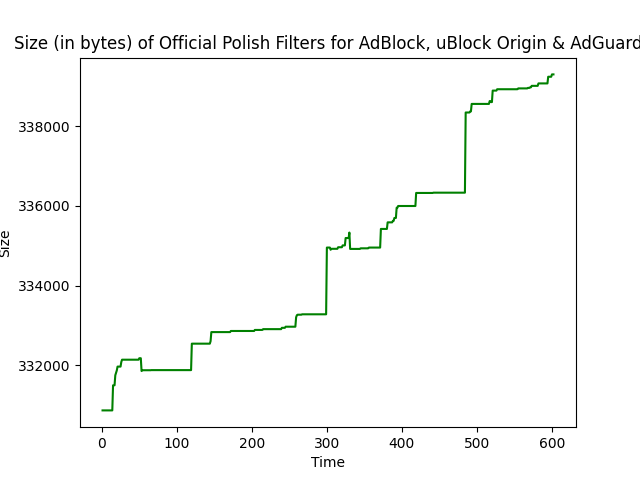 Size (in bytes) of Official Polish Filters for AdBlock, uBlock Origin & AdGuard
338000
336000
334000
332000
Size
0 100 200 300 400 500 600
Time